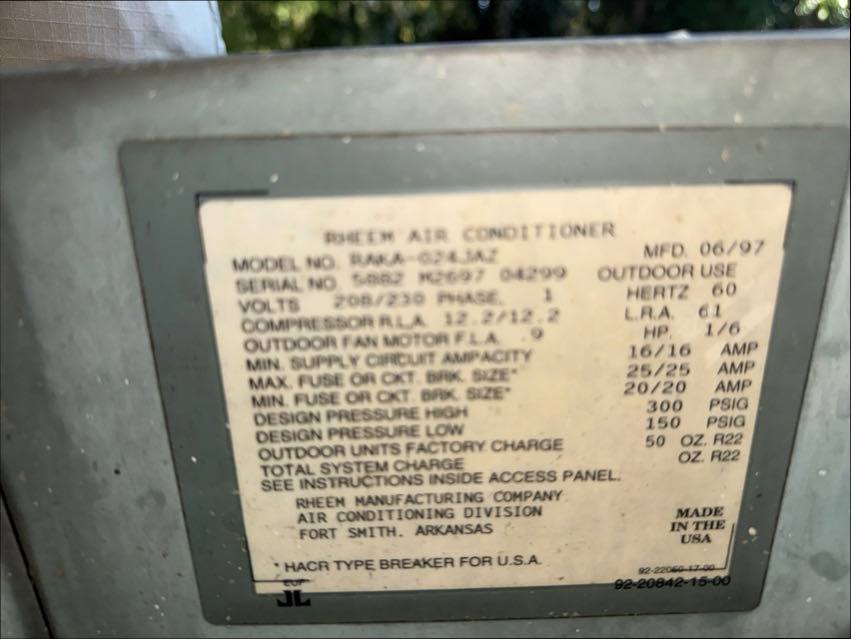 RHEEM AIR CONDITIONER
MODEL NO. RAKA-024JAZ MFD. 06/97
SERIAL NO. 5882 M2697 04299 OUTDOOR USE
VOLTS 208/230 PHASE. 1 HERTZ 60
COMPRESSOR R.L.A. 12.2/12.2 L.R.A. 61
OUTDOOR FAN MOTOR F.L.A. .9 HP. 1/6
MIN. SUPPLY CIRCUIT AMPACITY 16/16 AMP
MAX. FUSE OR CKT. BRK. SIZE* 25/25 AMP
MIN. FUSE OR CKT. BRK. SIZE* 20/20 AMP
DESIGN PRESSURE HIGH 300 PSIG
DESIGN PRESSURE LOW 150 PSIG
OUTDOOR UNITS FACTORY CHARGE 50 OZ. R22
TOTAL SYSTEM CHARGE OZ. R22
SEE INSTRUCTIONS INSIDE ACCESS PANEL.
RHEEM MANUFACTURING COMPANY
AIR CONDITIONING DIVISION
FORT SMITH, ARKANSAS
MADE
IN THE
USA
* HACR TYPE BREAKER FOR U.S.A.
92-22060-17-00
92-20842-15-00